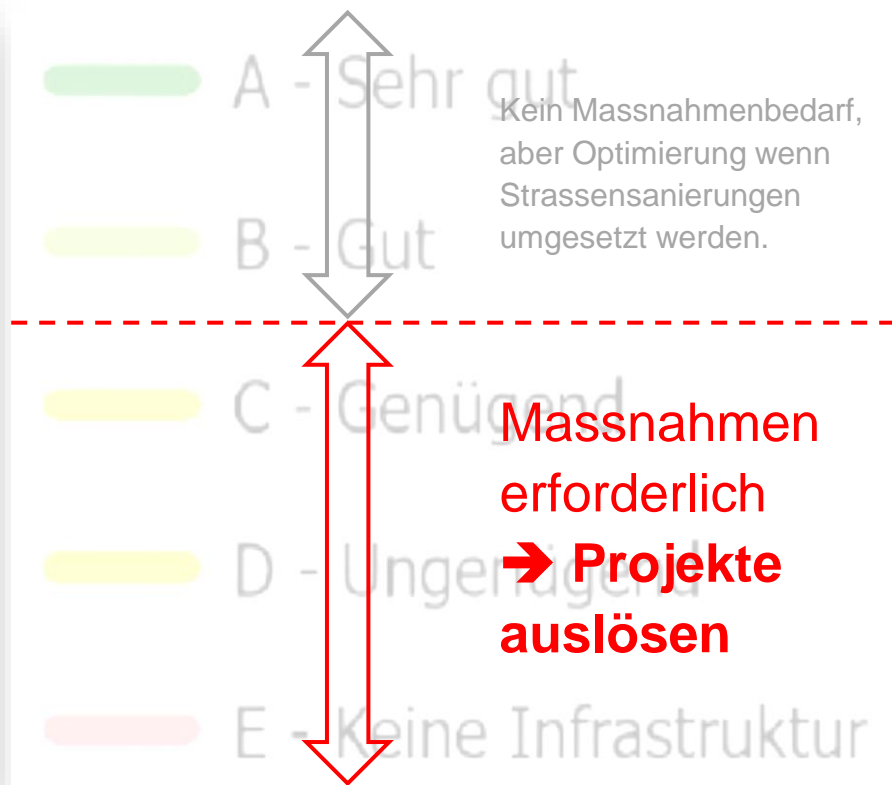 A - Sehr gut
Kein Massnahmenbedarf,
aber Optimierung wenn
Strassensanierungen
umgesetzt werden.
B - Gut
C - Genügend
Massnahmen
erforderlich
➔ Projekte
auslösen
D - Ungenügend
E - Keine Infrastruktur